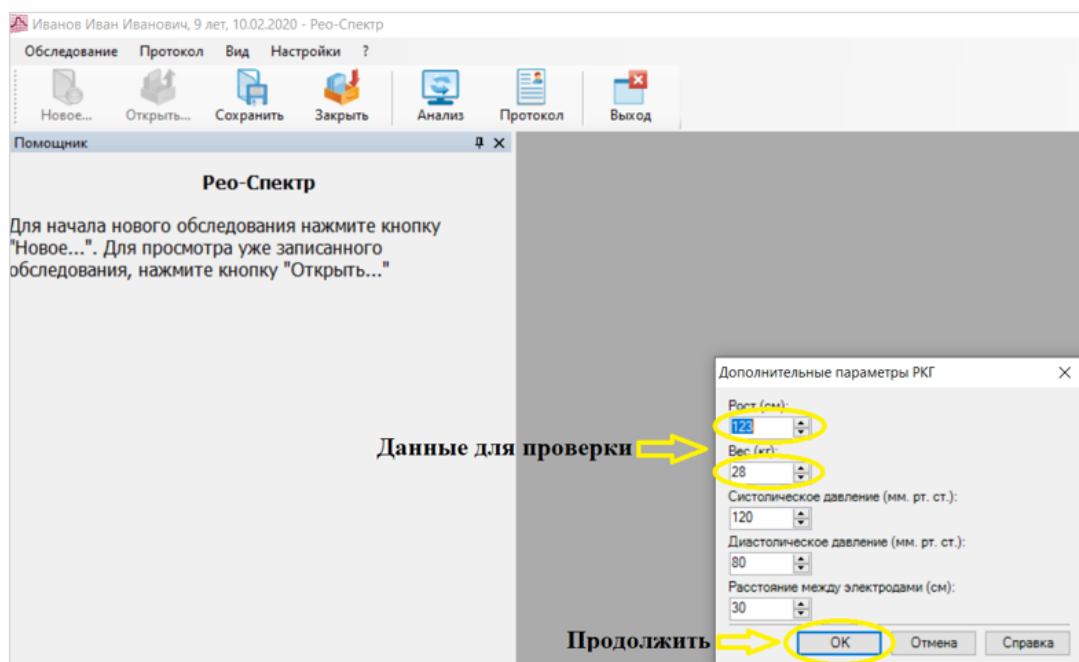 Иванов Иван Иванович, 9 лет, 10.02.2020 - Рео-Спектр
Обследование Протокол Вид Настройки ?
Новое... Открыть... Сохранить Закрыть Анализ Протокол Выход
Помощник
Рео-Спектр
Для начала нового обследования нажмите кнопку
"Новое...". Для просмотра уже записанного
обследования, нажмите кнопку "Открыть..."
Данные для проверки
Дополнительные параметры РКГ
Рост (см):
123
Вес (кг):
28
Систолическое давление (мм. рт. ст.):
120
Диастолическое давление (мм. рт. ст.):
80
Расстояние между электродами (см):
30
Продолжить
OK Отмена Справка